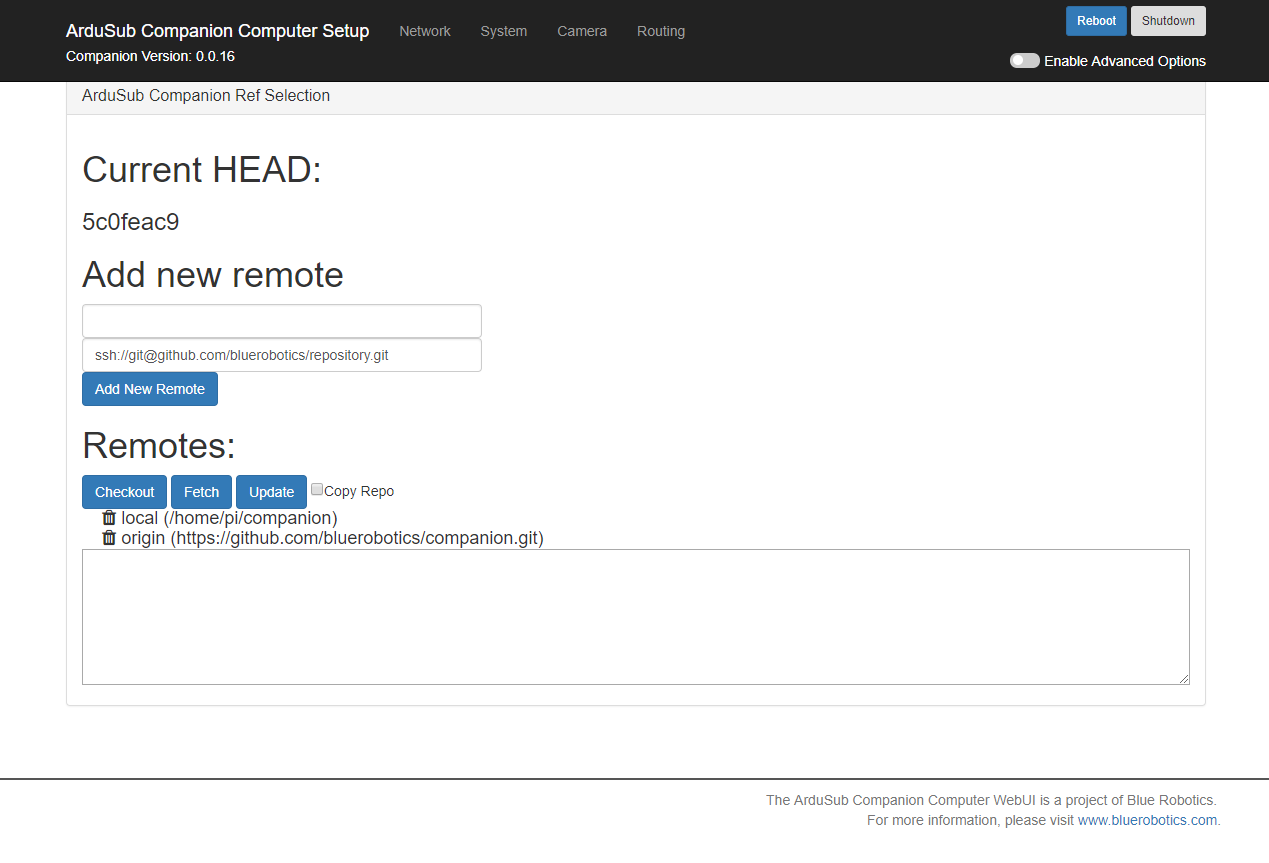 ArduSub Companion Computer Setup Network System Camera Routing Reboot Shutdown
Companion Version: 0.0.16 Enable Advanced Options
ArduSub Companion Ref Selection
Current HEAD:
5c0feac9
Add new remote
ssh://git@github.com/bluerobotics/repository.git
Add New Remote
Remotes:
Checkout Fetch Update Copy Repo
local (/home/pi/companion)
origin (https://github.com/bluerobotics/companion.git)
The ArduSub Companion Computer WebUI is a project of Blue Robotics.
For more information, please visit www.bluerobotics.com.